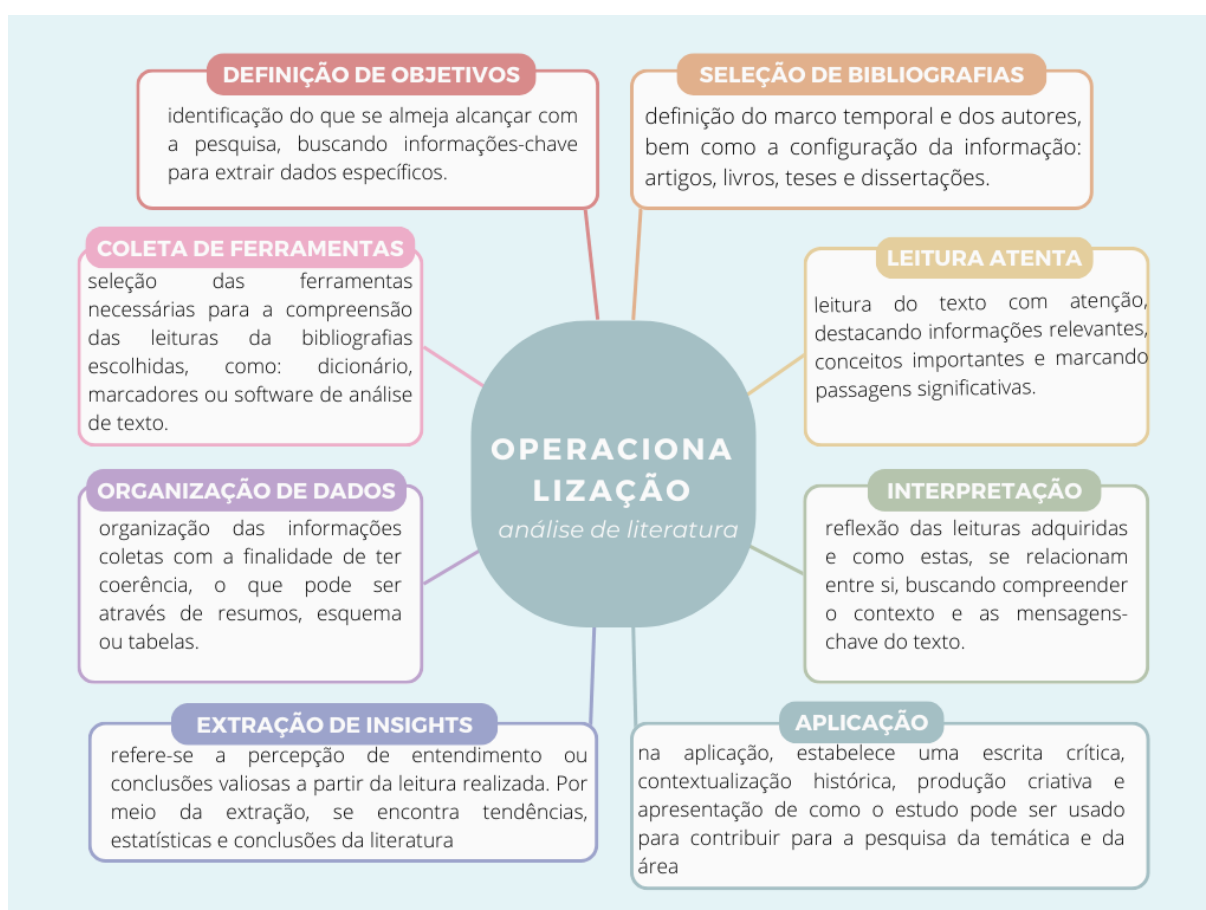 DEFINIÇÃO DE OBJETIVOS
identificação do que se almeja alcançar com
a pesquisa, buscando informações-chave
para extrair dados específicos.
SELEÇÃO DE BIBLIOGRAFIAS
definição do marco temporal e dos autores,
bem como a configuração da informação:
artigos, livros, teses e dissertações.
COLETA DE FERRAMENTAS
seleção das ferramentas
necessárias para a compreensão
das leituras da bibliografias
escolhidas, como: dicionário,
marcadores ou software de análise
de texto.
LEITURA ATENTA
leitura do texto com atenção,
destacando informações relevantes,
conceitos importantes e marcando
passagens significativas.
OPERACIONA
LIZAÇÃO
análise de literatura
ORGANIZAÇÃO DE DADOS
organização das informações
coletas com a finalidade de ter
coerência, o que pode ser
através de resumos, esquema
ou tabelas.
INTERPRETAÇÃO
reflexão das leituras adquiridas
e como estas, se relacionam
entre si, buscando compreender
o contexto e as mensagens-
chave do texto.
EXTRAÇÃO DE INSIGHTS
refere-se a percepção de entendimento ou
conclusões valiosas a partir da leitura realizada. Por
meio da extração, se encontra tendências,
estatísticas e conclusões da literatura
APLICAÇÃO
na aplicação, estabelece uma escrita crítica,
contextualização histórica, produção criativa e
apresentação de como o estudo pode ser usado
para contribuir para a pesquisa da temática e da
área